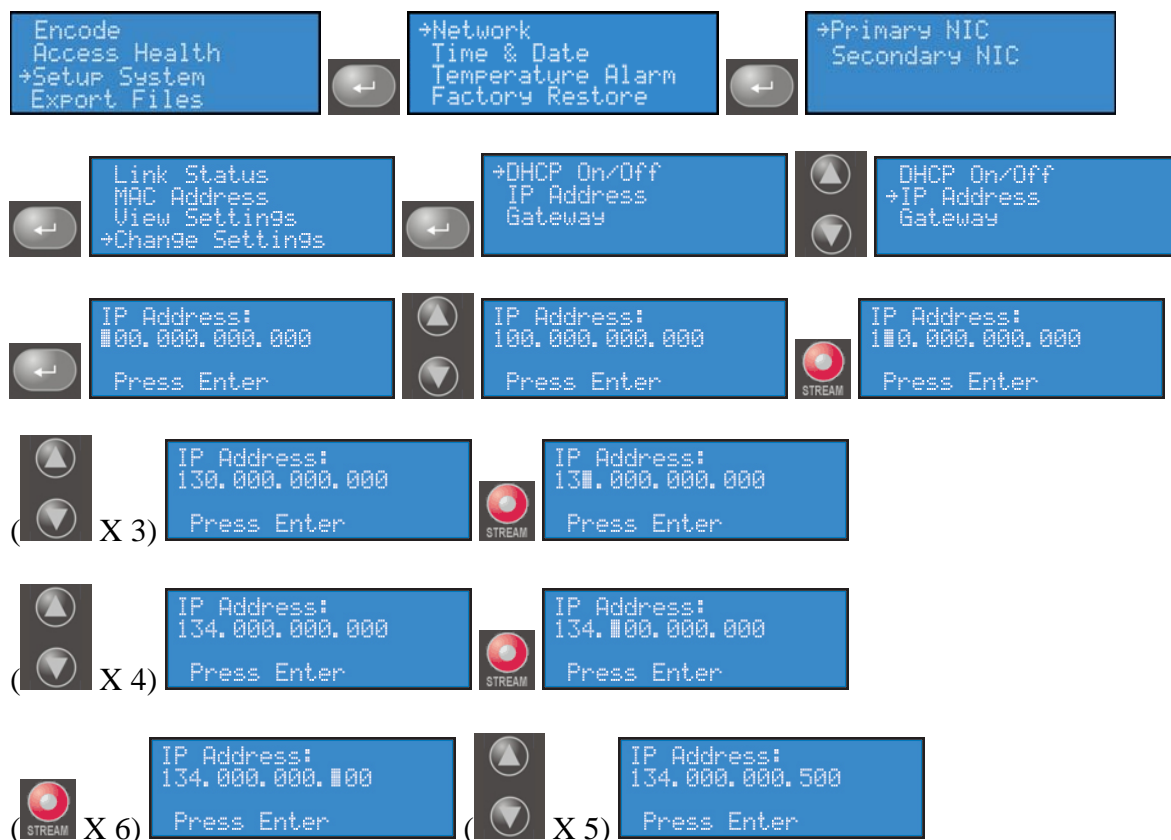 Encode
Access Health
→Setup System
Export Files
→Network
Time & Date
Temperature Alarm
Factory Restore
→Primary NIC
Secondary NIC
Link Status
MAC Address
View Settings
→Change Settings
→DHCP On/Off
IP Address
Gateway
DHCP On/Off
→IP Address
Gateway
IP Address:
00.000.000.000
Press Enter
IP Address:
100.000.000.000
Press Enter
STREAM
IP Address:
1 0.000.000.000
Press Enter
( X 3)
IP Address:
130.000.000.000
Press Enter
STREAM
IP Address:
13 .000.000.000
Press Enter
( X 4)
IP Address:
134.000.000.000
Press Enter
STREAM
IP Address:
134. 00.000.000
Press Enter
(STREAM X 6)
IP Address:
134.000.000. 00
Press Enter
( X 5)
IP Address:
134.000.000.500
Press Enter